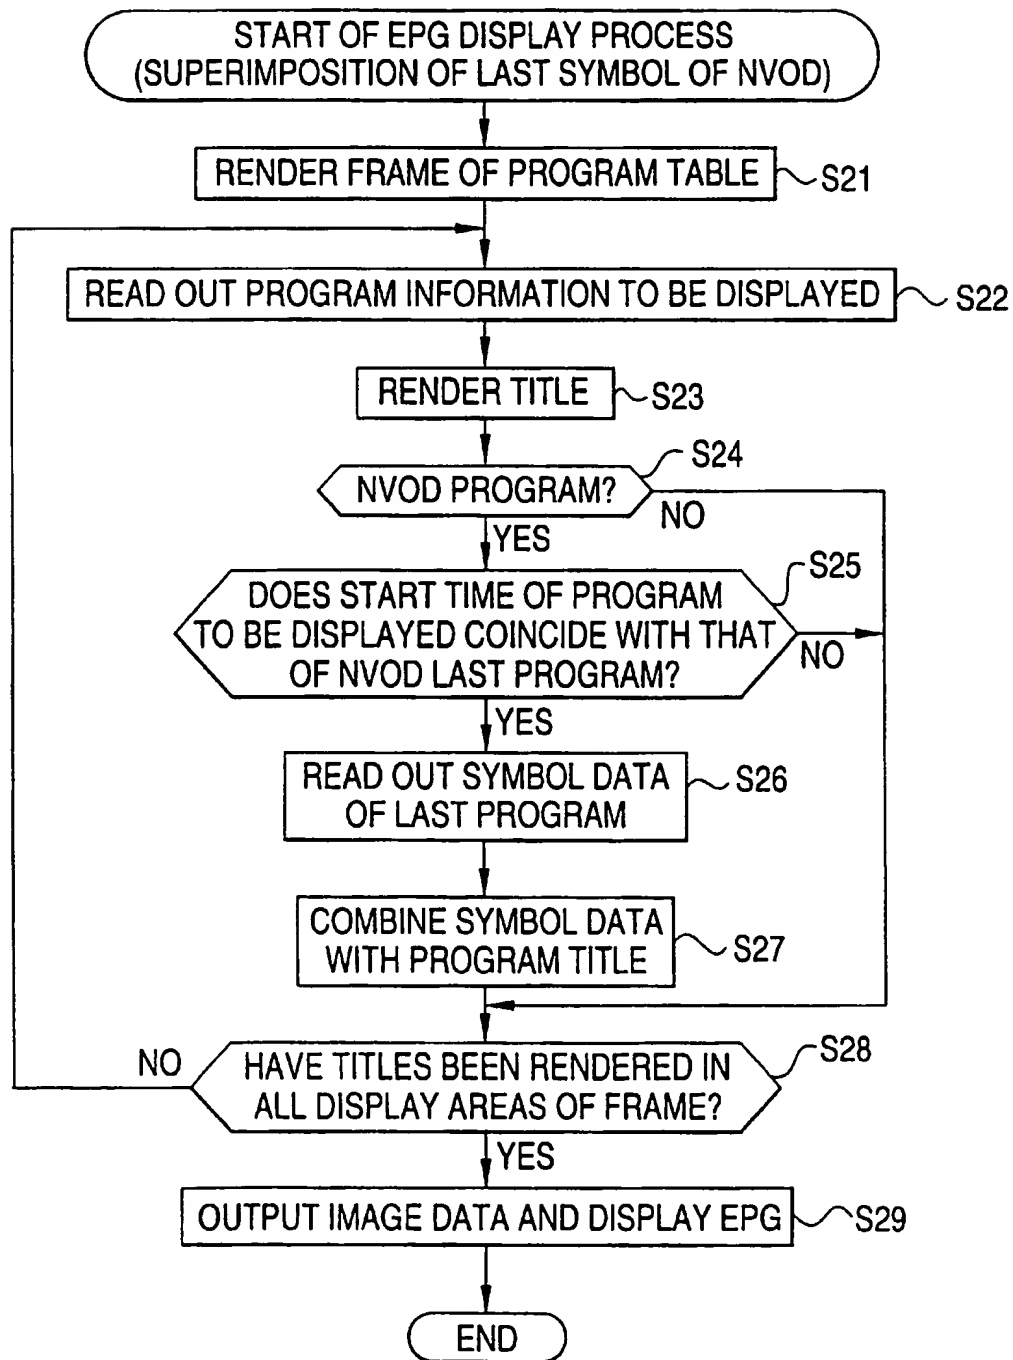 START OF EPG DISPLAY PROCESS
(SUPERIMPOSITION OF LAST SYMBOL OF NVOD)
RENDER FRAME OF PROGRAM TABLE
S21
READ OUT PROGRAM INFORMATION TO BE DISPLAYED
S22
RENDER TITLE
S23
S24
NVOD PROGRAM?
NO
YES
S25
DOES START TIME OF PROGRAM
TO BE DISPLAYED COINCIDE WITH THAT
OF NVOD LAST PROGRAM?
NO
YES
READ OUT SYMBOL DATA
OF LAST PROGRAM
S26
COMBINE SYMBOL DATA
WITH PROGRAM TITLE
S27
S28
NO
HAVE TITLES BEEN RENDERED IN
ALL DISPLAY AREAS OF FRAME?
YES
OUTPUT IMAGE DATA AND DISPLAY EPG
S29
END